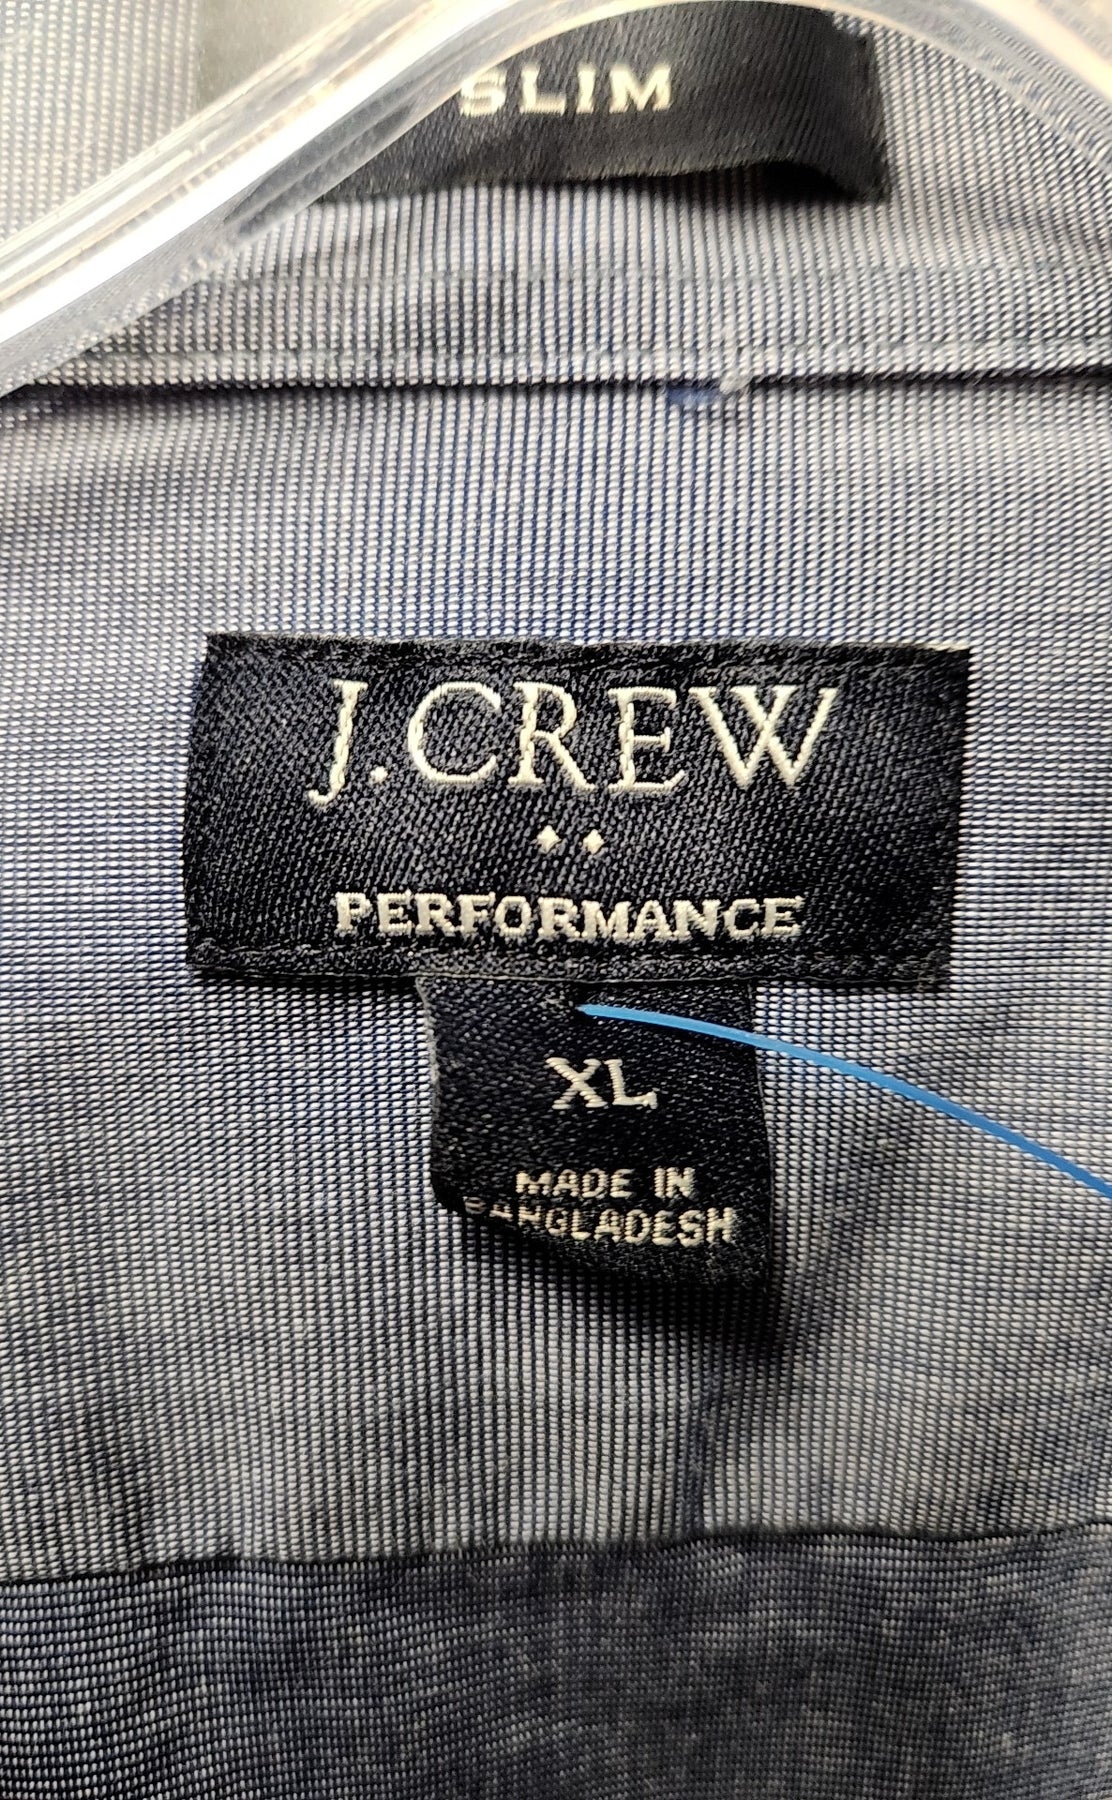 SLIM
J.CREW
PERFORMANCE
XL
MADE IN
BANGLADESH